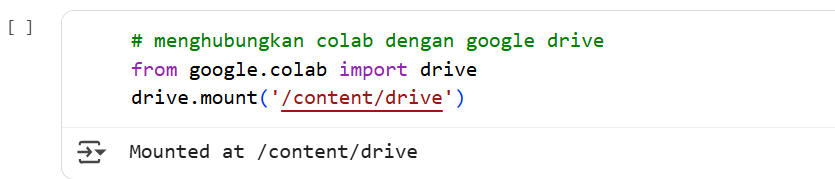 [ ]
# menghubungkan colab dengan google drive
from google.colab import drive
drive.mount('/content/drive')
Mounted at /content/drive